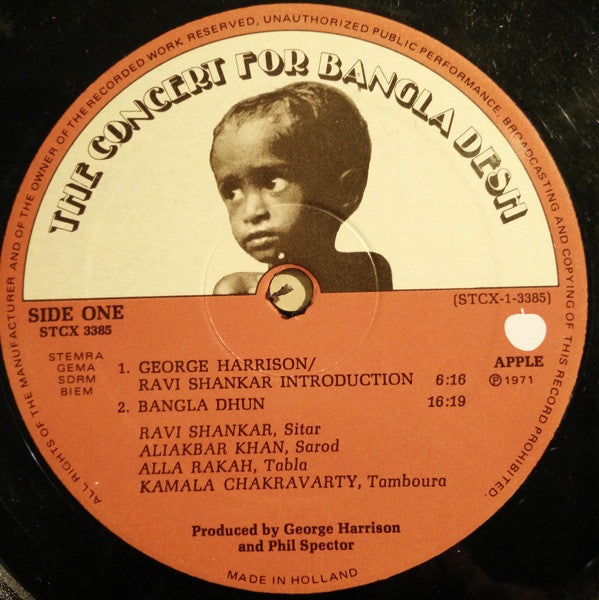 ALL RIGHTS OF THE MANUFACTURER AND OF THE OWNER OF THE RECORDED WORK RESERVED, UNAUTHORIZED PUBLIC PERFORMANCE, BROADCASTING AND COPYING OF THIS RECORD PROHIBITED.
THE CONCERT FOR BANGLA DESH
SIDE ONE
STCX 3385
(STCX-1-3385)
STEMRA
GEMA
SDRM
BIEM
APPLE
℗ 1971
1. GEORGE HARRISON/
RAVI SHANKAR INTRODUCTION 6:16
2. BANGLA DHUN 16:19
RAVI SHANKAR, Sitar
ALIAKBAR KHAN, Sarod
ALLA RAKAH, Tabla
KAMALA CHAKRAVARTY, Tamboura
Produced by George Harrison
and Phil Spector
MADE IN HOLLAND